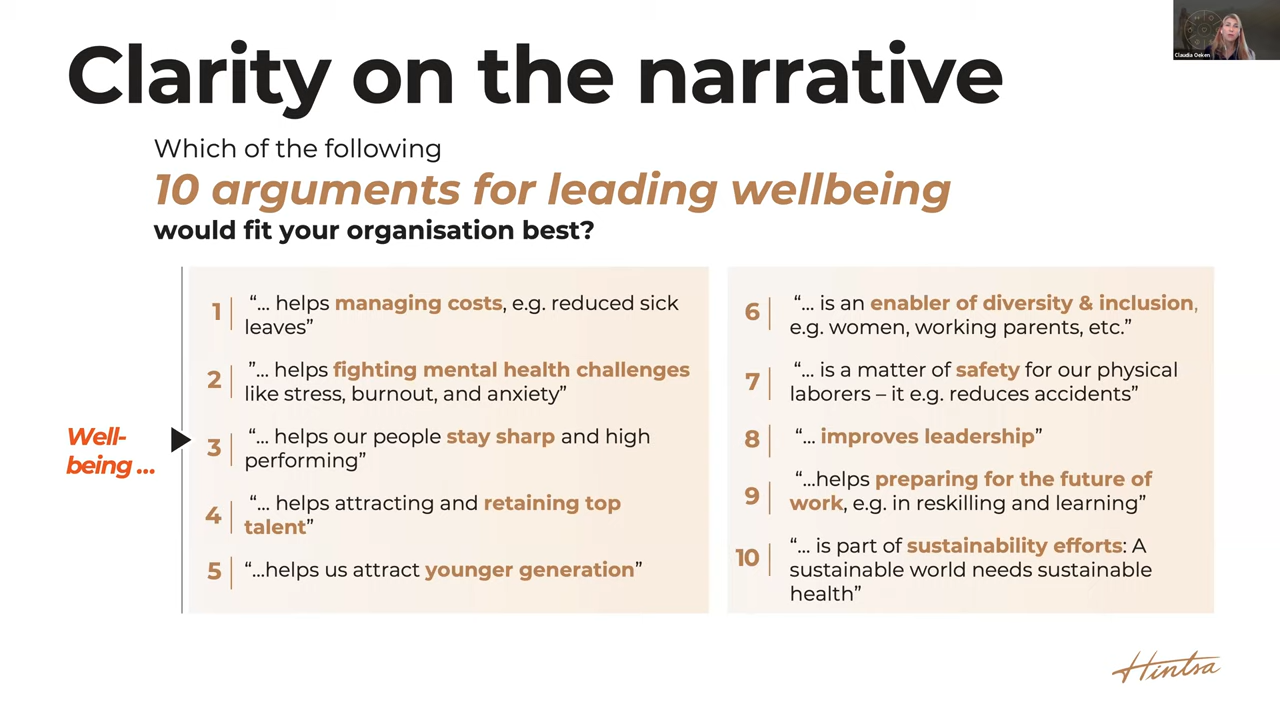 Claudia Oeken
Clarity on the narrative
Which of the following
10 arguments for leading wellbeing
would fit your organisation best?
Well-
being ...
1 “... helps managing costs, e.g. reduced sick
leaves”
2 ”... helps fighting mental health challenges
like stress, burnout, and anxiety”
3 “... helps our people stay sharp and high
performing”
4 “... helps attracting and retaining top
talent”
5 “...helps us attract younger generation”
6 “... is an enabler of diversity & inclusion,
e.g. women, working parents, etc.”
7 “... is a matter of safety for our physical
laborers – it e.g. reduces accidents”
8 “... improves leadership”
9 “...helps preparing for the future of
work, e.g. in reskilling and learning”
10 “... is part of sustainability efforts: A
sustainable world needs sustainable
health”
Hintsa